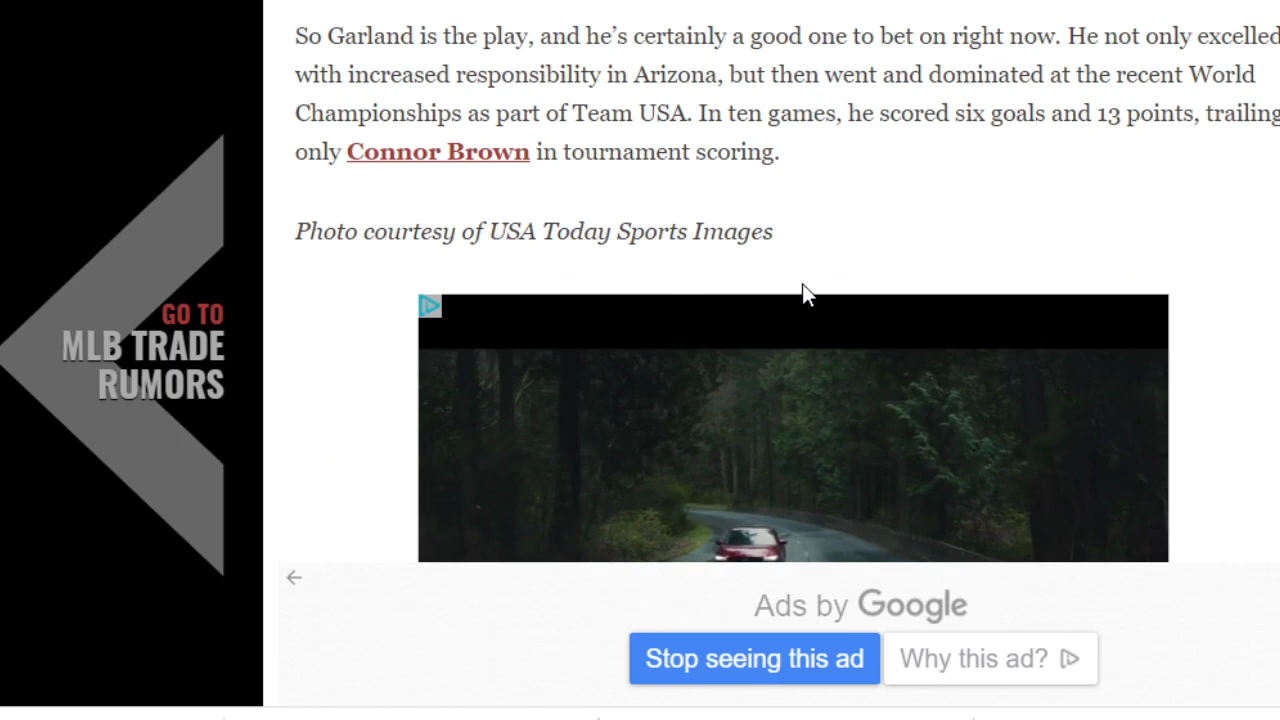 So Garland is the play, and he's certainly a good one to bet on right now. He not only excelled
with increased responsibility in Arizona, but then went and dominated at the recent World
Championships as part of Team USA. In ten games, he scored six goals and 13 points, trailing
only Connor Brown in tournament scoring.
Photo courtesy of USA Today Sports Images
GO TO
MLB TRADE
RUMORS
Ads by Google
Stop seeing this ad
Why this ad?